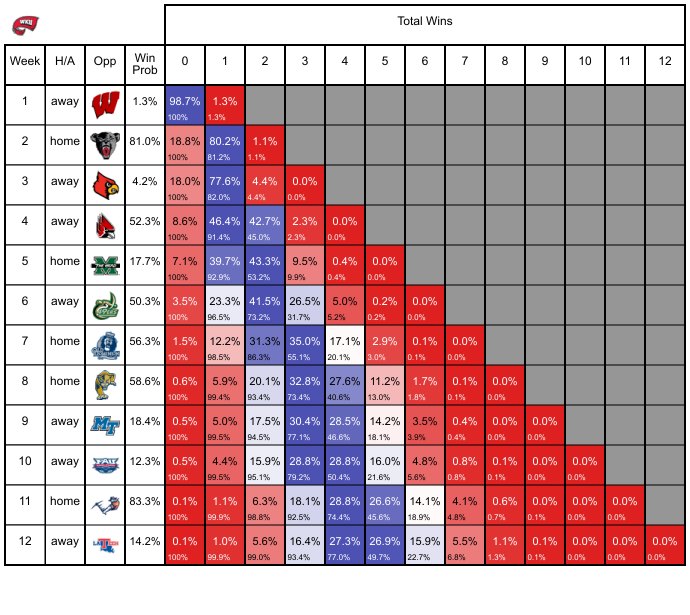 WKU
Total Wins
Week H/A Opp Win Prob 0 1 2 3 4 5 6 7 8 9 10 11 12
1 away W 1.3% 98.7% 1.3%
100% 1.3%
2 home 81.0% 18.8% 80.2% 1.1%
100% 81.2% 1.1%
3 away 4.2% 18.0% 77.6% 4.4% 0.0%
100% 82.0% 4.4% 0.0%
4 away 52.3% 8.6% 46.4% 42.7% 2.3% 0.0%
100% 91.4% 45.0% 2.3% 0.0%
5 home M 17.7% 7.1% 39.7% 43.3% 9.5% 0.4% 0.0%
100% 92.9% 53.2% 9.9% 0.4% 0.0%
6 away 50.3% 3.5% 23.3% 41.5% 26.5% 5.0% 0.2% 0.0%
100% 96.5% 73.2% 31.7% 5.2% 0.2% 0.0%
7 home 56.3% 1.5% 12.2% 31.3% 35.0% 17.1% 2.9% 0.1% 0.0%
100% 98.5% 86.3% 55.1% 20.1% 3.0% 0.1% 0.0%
8 home 58.6% 0.6% 5.9% 20.1% 32.8% 27.6% 11.2% 1.7% 0.1% 0.0%
100% 99.4% 93.4% 73.4% 40.6% 13.0% 1.8% 0.1% 0.0%
9 away MT 18.4% 0.5% 5.0% 17.5% 30.4% 28.5% 14.2% 3.5% 0.4% 0.0% 0.0%
100% 99.5% 94.5% 77.1% 46.6% 18.1% 3.9% 0.4% 0.0% 0.0%
10 away FAU 12.3% 0.5% 4.4% 15.9% 28.8% 28.8% 16.0% 4.8% 0.8% 0.0% 0.0% 0.0%
100% 99.5% 95.1% 79.2% 50.4% 21.6% 5.6% 0.8% 0.1% 0.0% 0.0%
11 home 83.3% 0.1% 1.1% 6.3% 18.1% 28.8% 26.6% 14.1% 4.1% 0.6% 0.0% 0.0% 0.0%
100% 99.9% 98.8% 92.5% 74.4% 45.6% 18.9% 4.8% 0.7% 0.1% 0.0% 0.0%
12 away LA TECH 14.2% 0.1% 1.0% 5.6% 16.4% 27.3% 26.9% 15.9% 5.5% 1.1% 0.1% 0.0% 0.0% 0.0%
100% 99.9% 99.0% 93.4% 77.0% 49.7% 22.7% 6.8% 1.3% 0.1% 0.0% 0.0% 0.0%